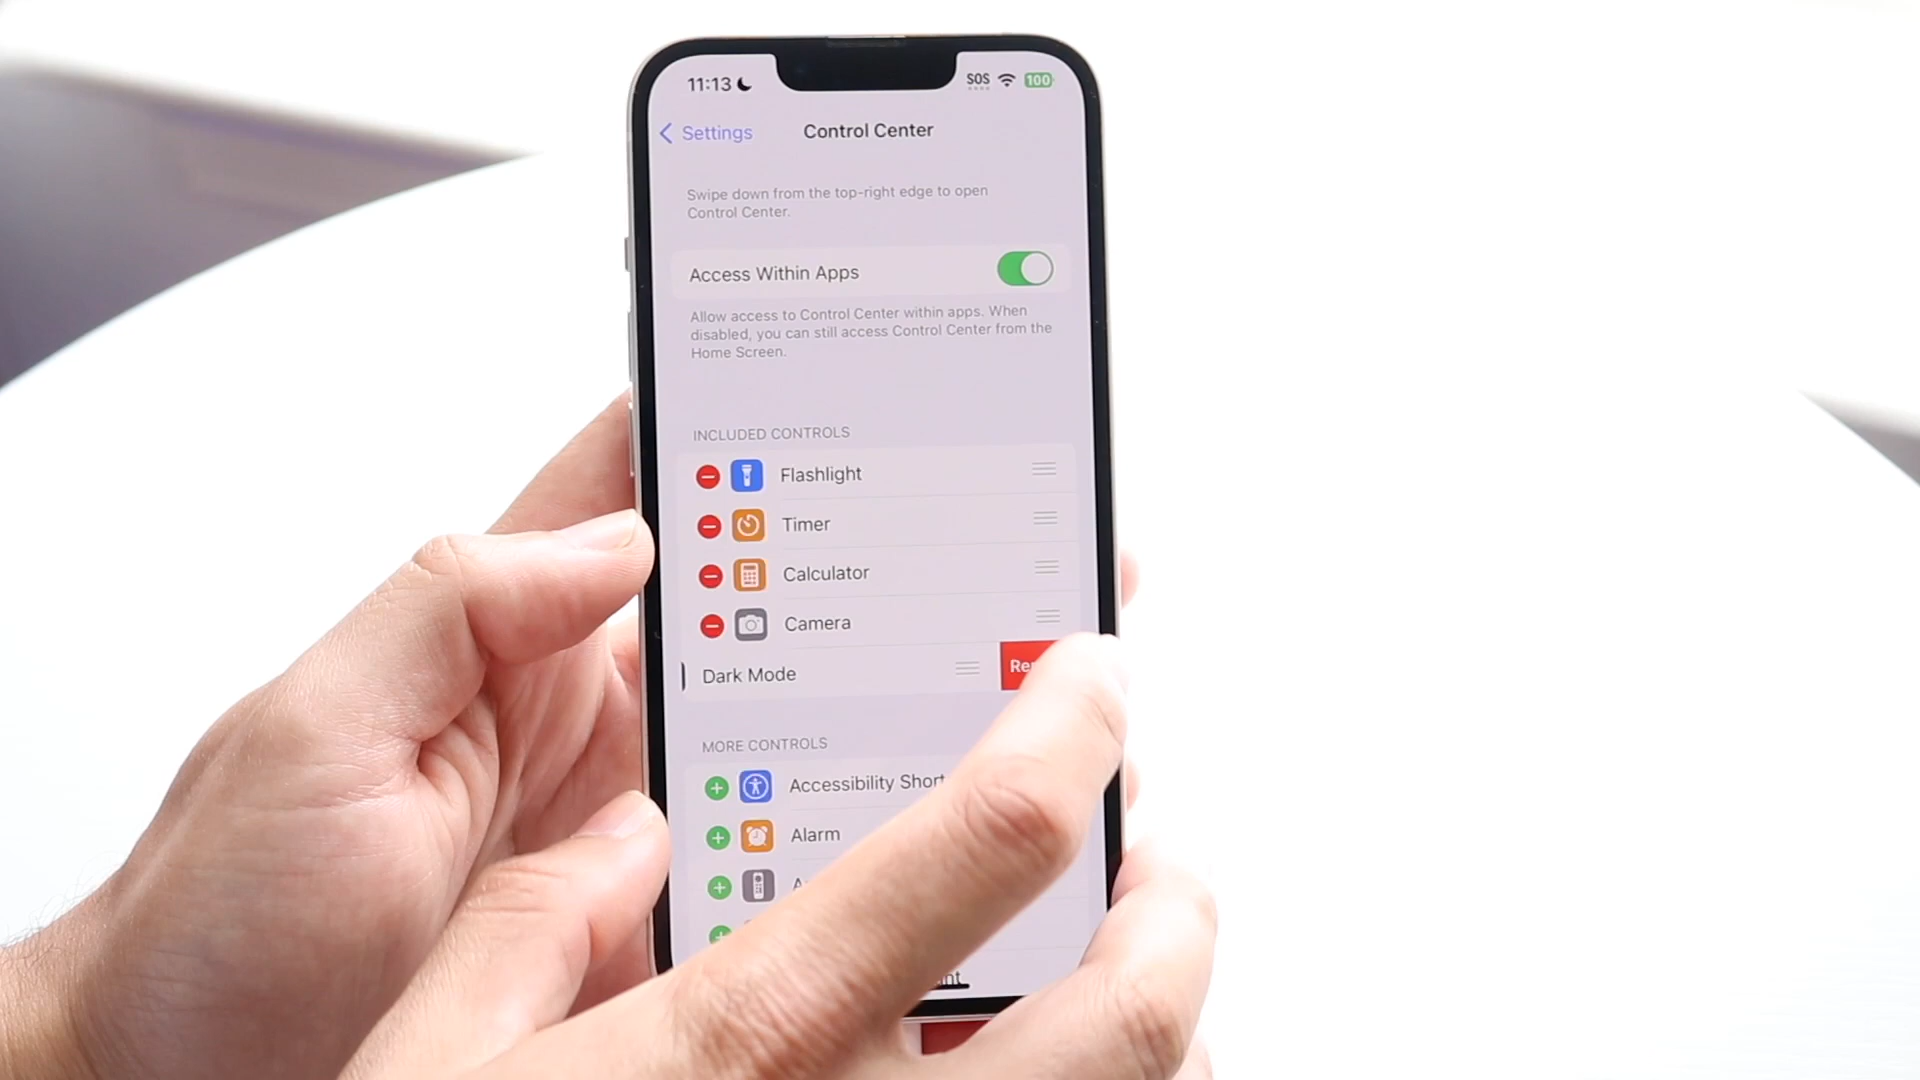 11:13
SOS
100
Settings
Control Center
Swipe down from the top-right edge to open
Control Center.
Access Within Apps
Allow access to Control Center within apps. When
disabled, you can still access Control Center from the
Home Screen.
INCLUDED CONTROLS
Flashlight
Timer
Calculator
Camera
Dark Mode
MORE CONTROLS
Accessibility
Alarm